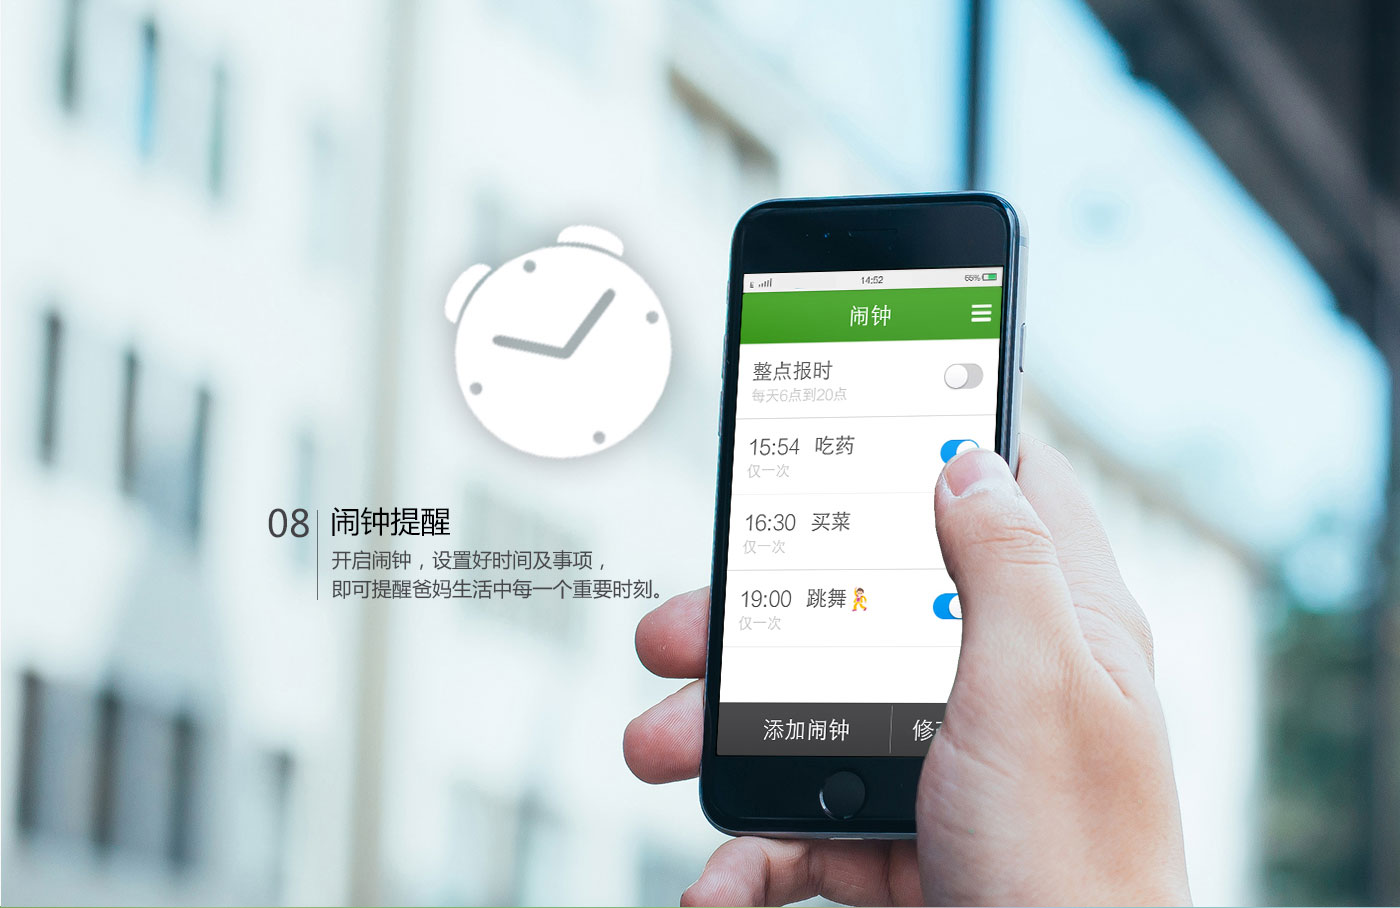 08
闹钟提醒
开启闹钟，设置好时间及事项，
即可提醒爸妈生活中每一个重要时刻。
14:52
65%
闹钟
整点报时
每天6点到20点
15:54 吃药
仅一次
16:30 买菜
仅一次
19:00 跳舞
仅一次
添加闹钟
修